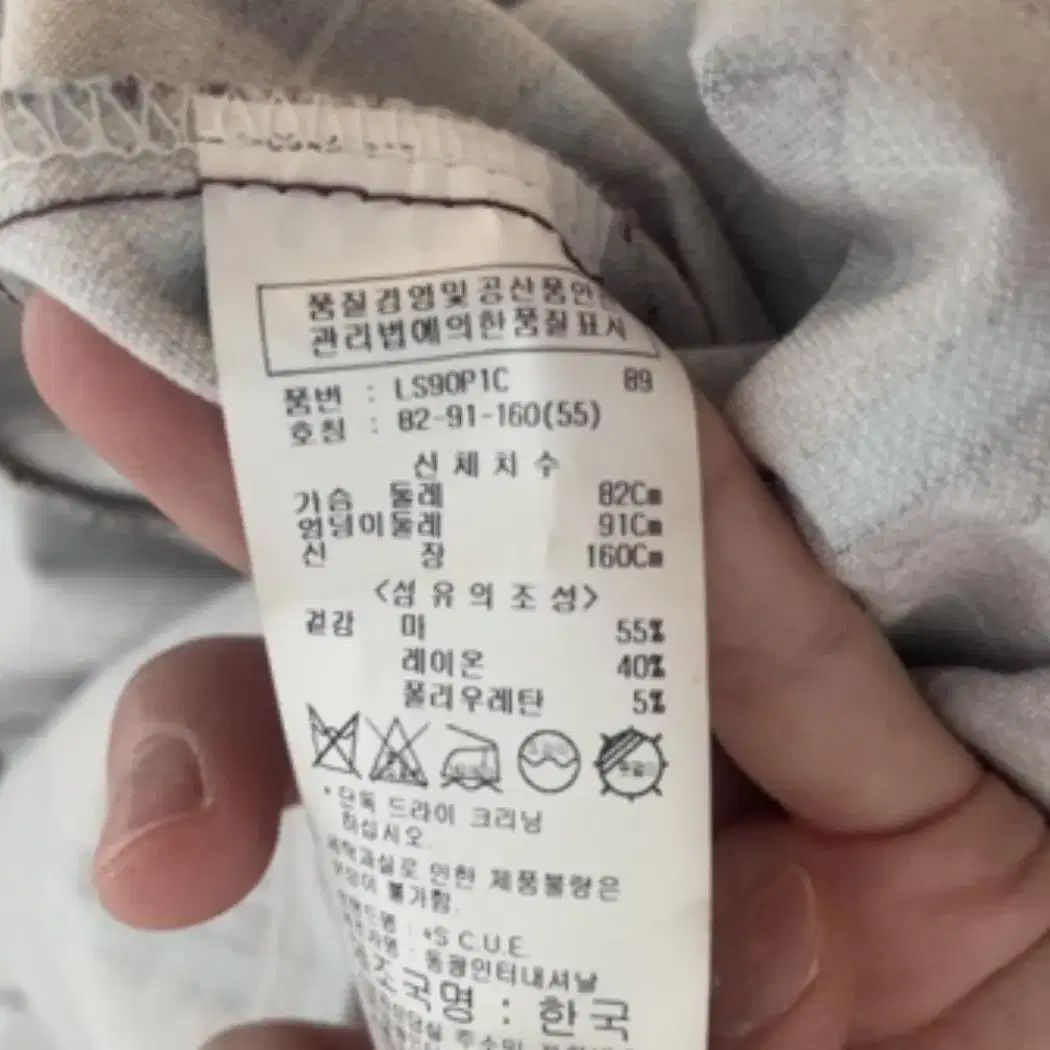 품질경영및 공산품안전
관리법에의한품질표시
품번 : LS90P1C 89
호칭 : 82-91-160(55)
신체치수
가슴 둘레 82Cm
엉덩이둘레 91Cm
신 장 160Cm
<섬유의조성>
겉감 마 55%
레이온 40%
폴리우레탄 5%
* 단독 드라이 크리닝
하십시오.
세탁과실로 인한 제품불량은
불가함.
: *S C.U.E.
: 동광인터내셔날
제조국명 : 한국
주소및